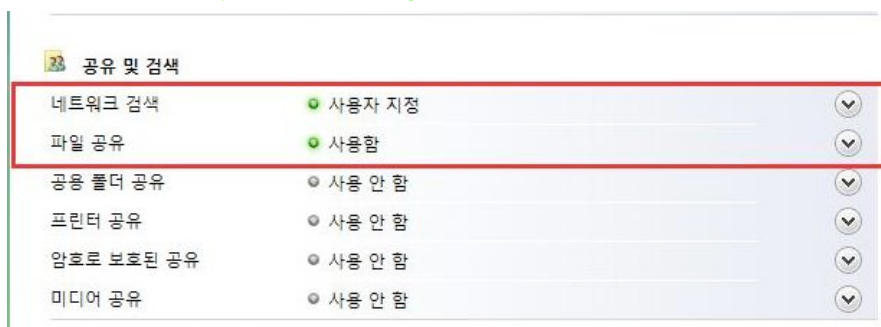 공유 및 검색
네트워크 검색 사용자 지정
파일 공유 사용함
공용 폴더 공유 사용 안 함
프린터 공유 사용 안 함
암호로 보호된 공유 사용 안 함
미디어 공유 사용 안 함